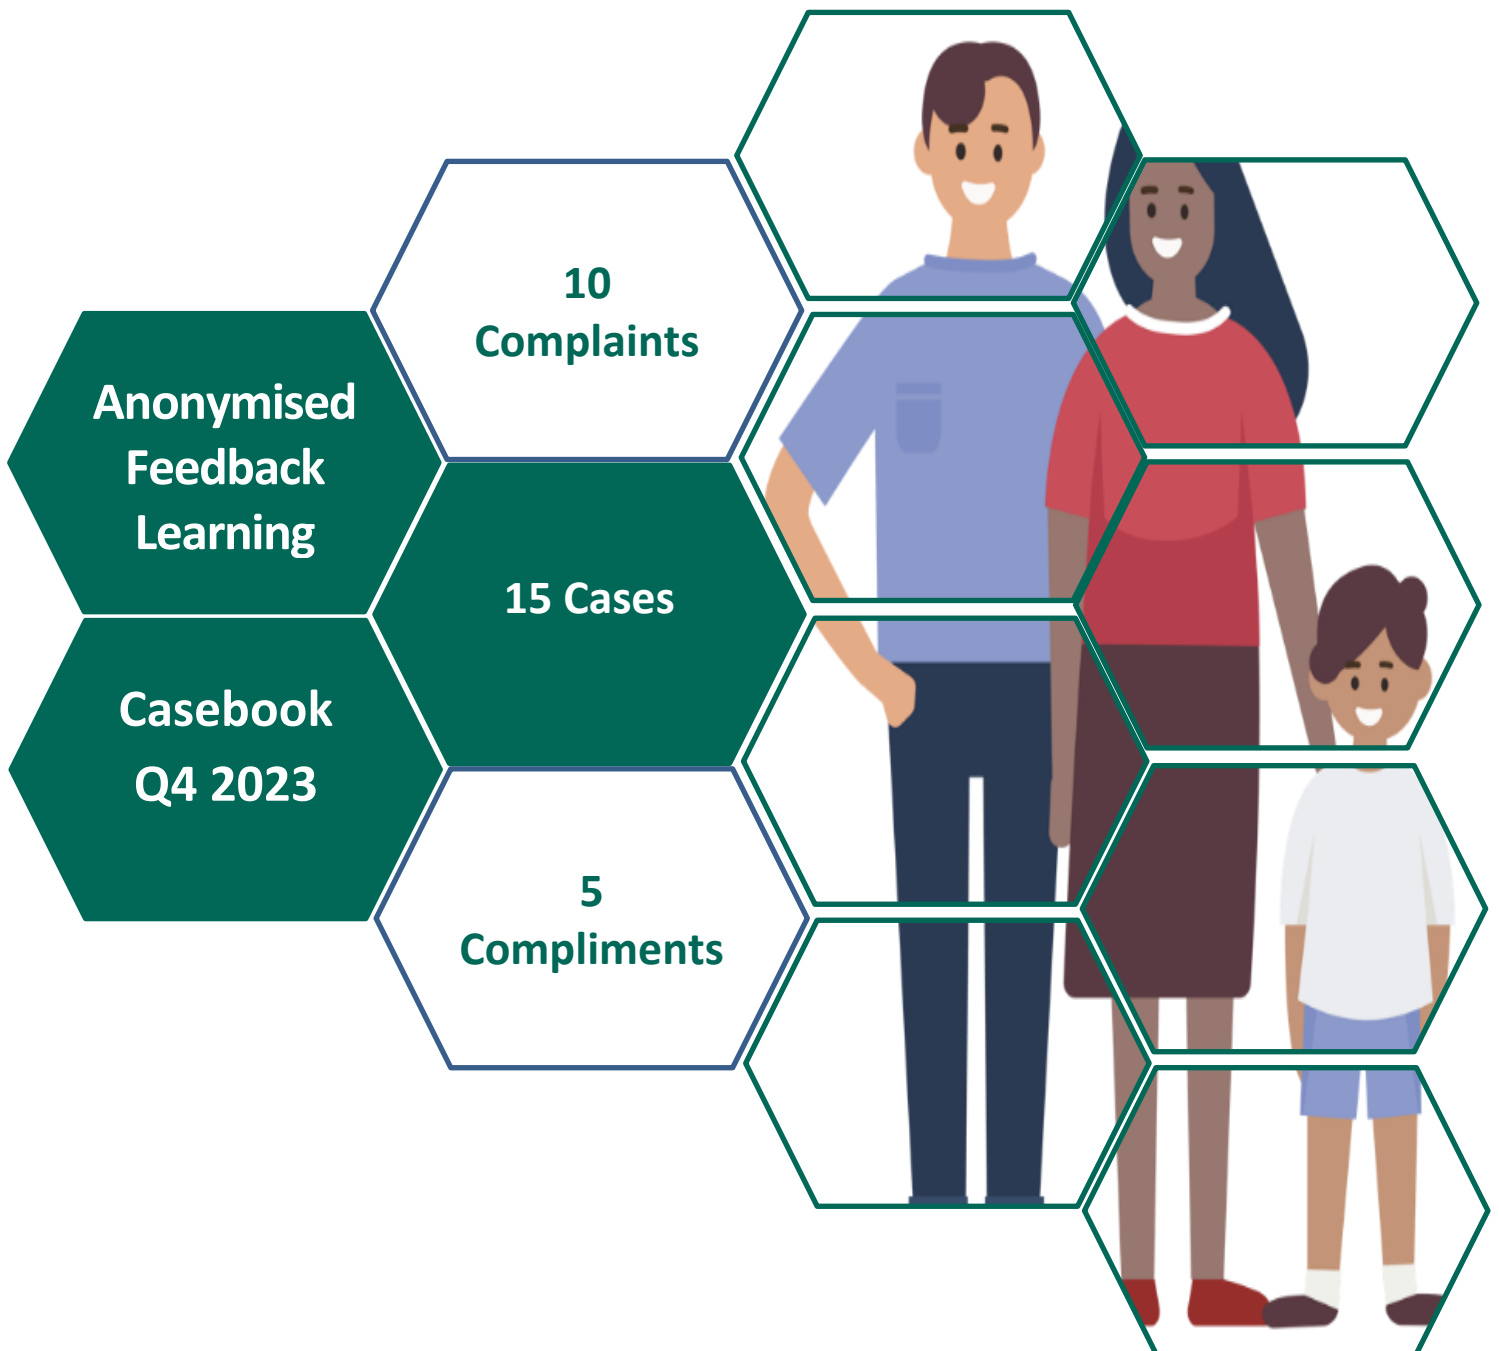 Anonymised
Feedback
Learning
Casebook
Q4 2023
10
Complaints
15 Cases
5
Compliments